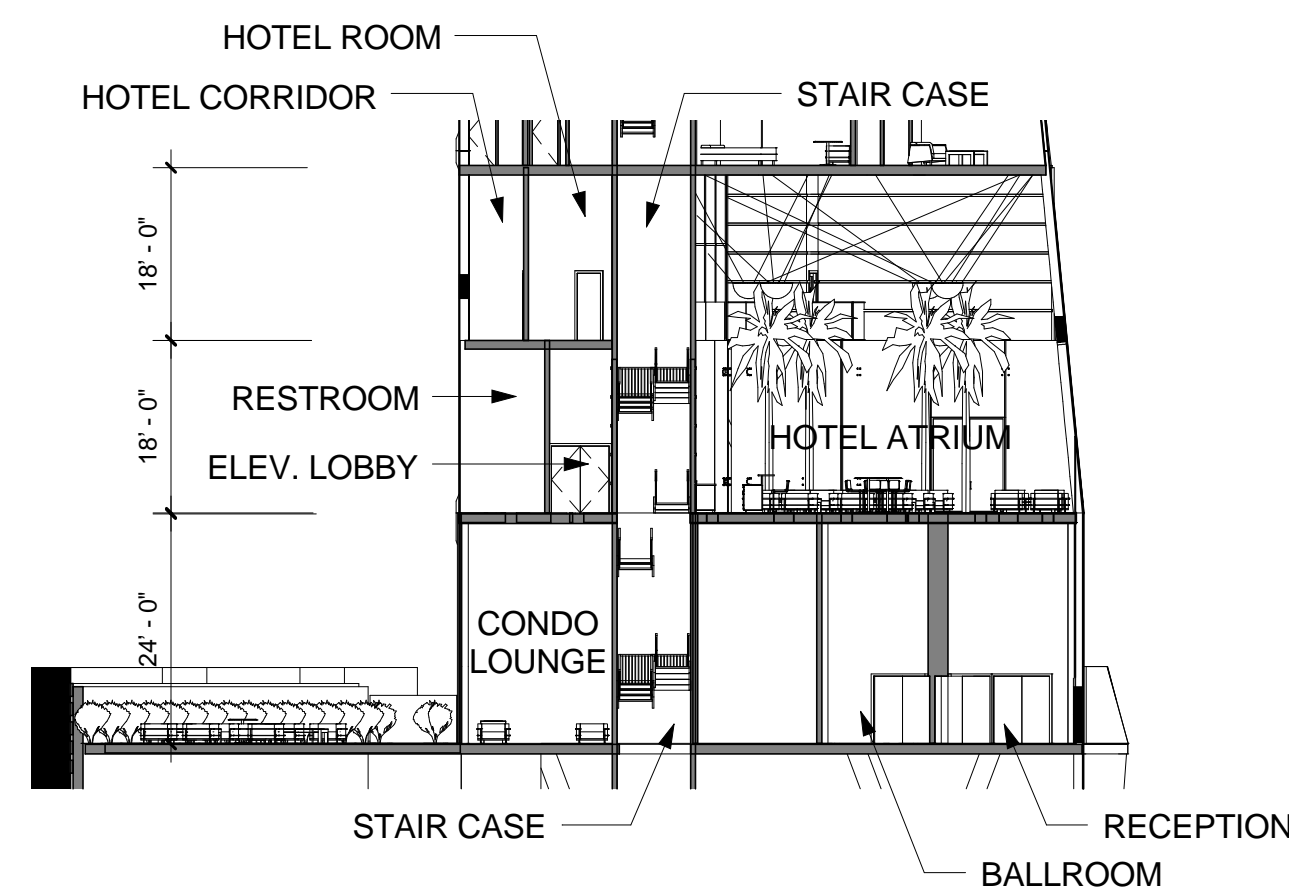 HOTEL ROOM
HOTEL CORRIDOR
STAIR CASE
18' - 0"
18' - 0"
RESTROOM
HOTEL ATRIUM
ELEV. LOBBY
24' - 0"
CONDO
LOUNGE
STAIR CASE
RECEPTION
BALLROOM